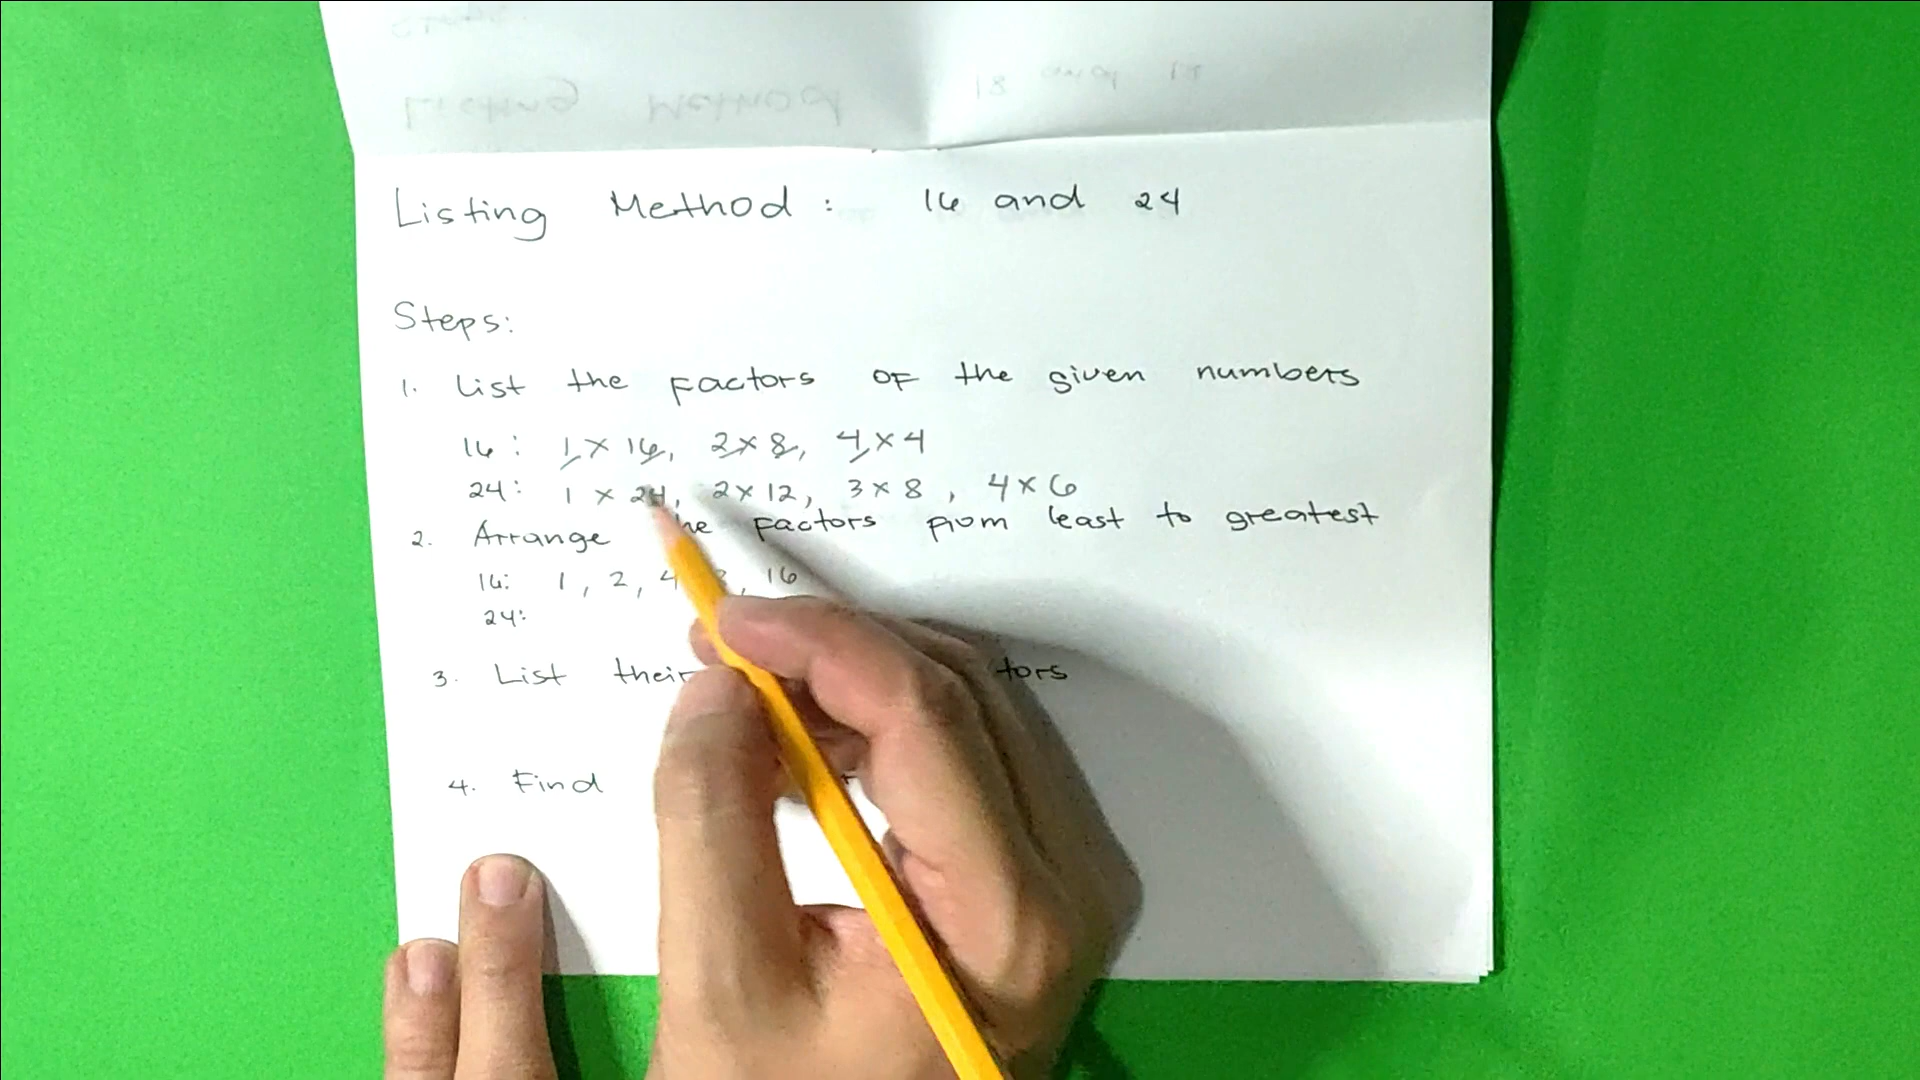 Listing Method : 16 and 24
Steps:
1. List the factors of the given numbers
16 : 1 x 16, 2 x 8, 4 x 4
24: 1 x 24, 2 x 12, 3 x 8 , 4 x 6
2. Arrange factors from least to greatest
16: 1 , 2, 4 , 16
24:
3. List their
4. Find